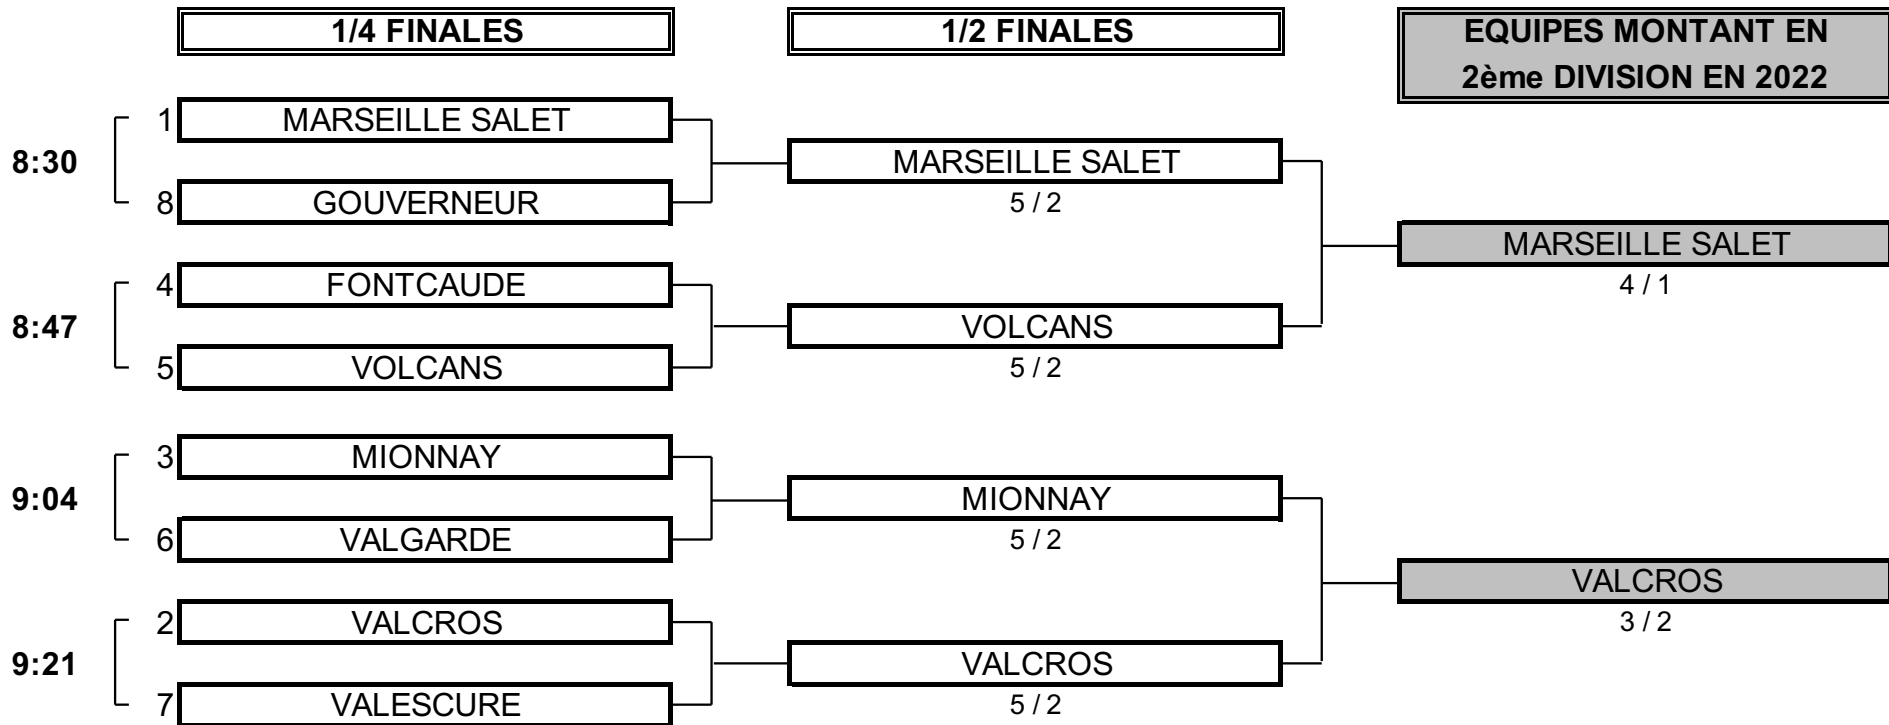 1/4 FINALES
1/2 FINALES
EQUIPES MONTANT EN
2ème DIVISION EN 2022
8:30
1 MARSEILLE SALET
8 GOUVERNEUR
MARSEILLE SALET
5 / 2
8:47
4 FONTCAUDE
5 VOLCANS
VOLCANS
5 / 2
MARSEILLE SALET
4 / 1
9:04
3 MIONNAY
6 VALGARDE
MIONNAY
5 / 2
9:21
2 VALCROS
7 VALESCURE
VALCROS
5 / 2
VALCROS
3 / 2